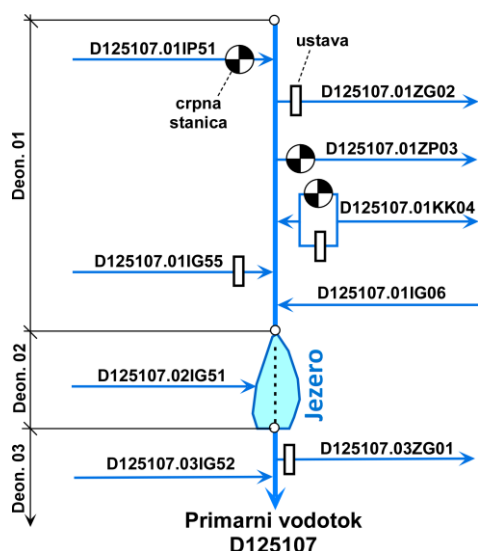 D125107.01IP51
ustava
D125107.01ZG02
crpna
stanica
D125107.01ZP03
Deon. 01
D125107.01KK04
D125107.01IG55
D125107.01IG06
Deon. 02
D125107.02IG51
Jezero
Deon. 03
D125107.03ZG01
D125107.03IG52
Primarni vodotok
D125107